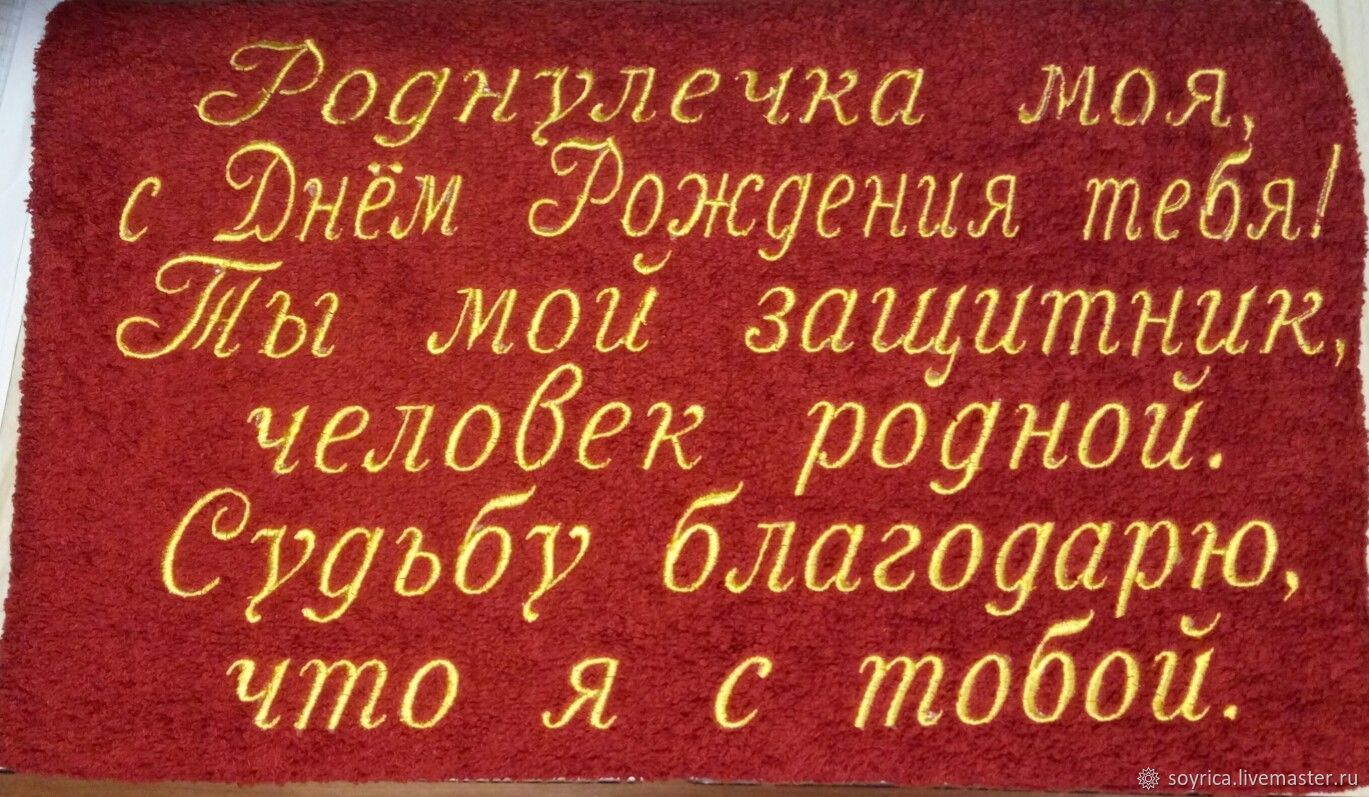 Роднулечка моя,
с Днём Рождения тебя!
Ты мой защитник,
человек родной.
Судьбу благодарю,
что я с тобой.
soyrica.livemaster.ru